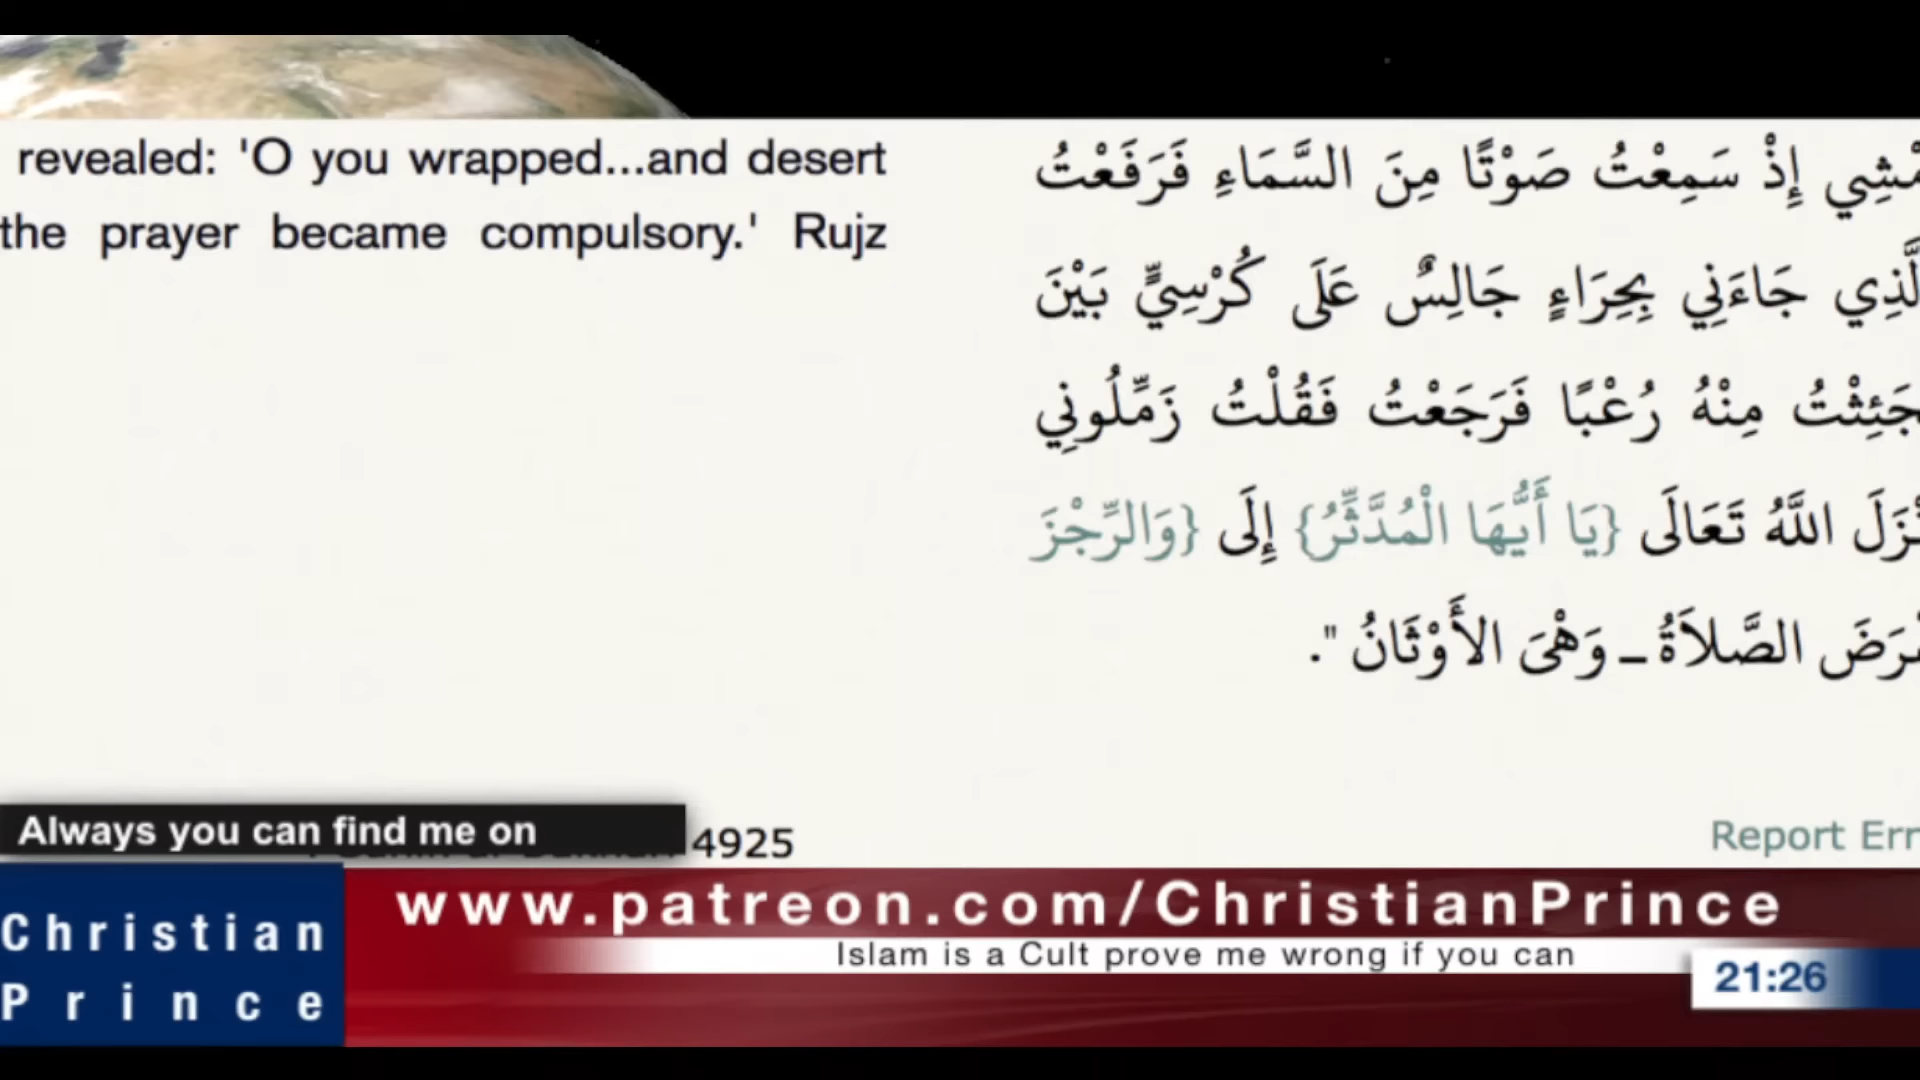 revealed: 'O you wrapped...and desert
the prayer became compulsory.' Rujz
إِذْ سَمِعْتُ صَوْتًا مِنَ السَّمَاءِ فَرَفَعْتُ
جَاءَنِي بِحِرَاءٍ جَالِسٌ عَلَى كُرْسِيٍّ بَيْنَ
مِنْهُ رُعْبًا فَرَجَعْتُ فَقُلْتُ زَمِّلُونِي
اللَّهُ تَعَالَى {يَا أَيُّهَا الْمُدَّثِّرُ} إِلَى {وَالرِّجْزَ
الصَّلاَةُ ـ وَهْىَ الأَوْثَانُ ‏"‏‏.‏
Always you can find me on
4925
Report Err
Christian
Prince
www.patreon.com/ChristianPrince
Islam is a Cult prove me wrong if you can
21:26